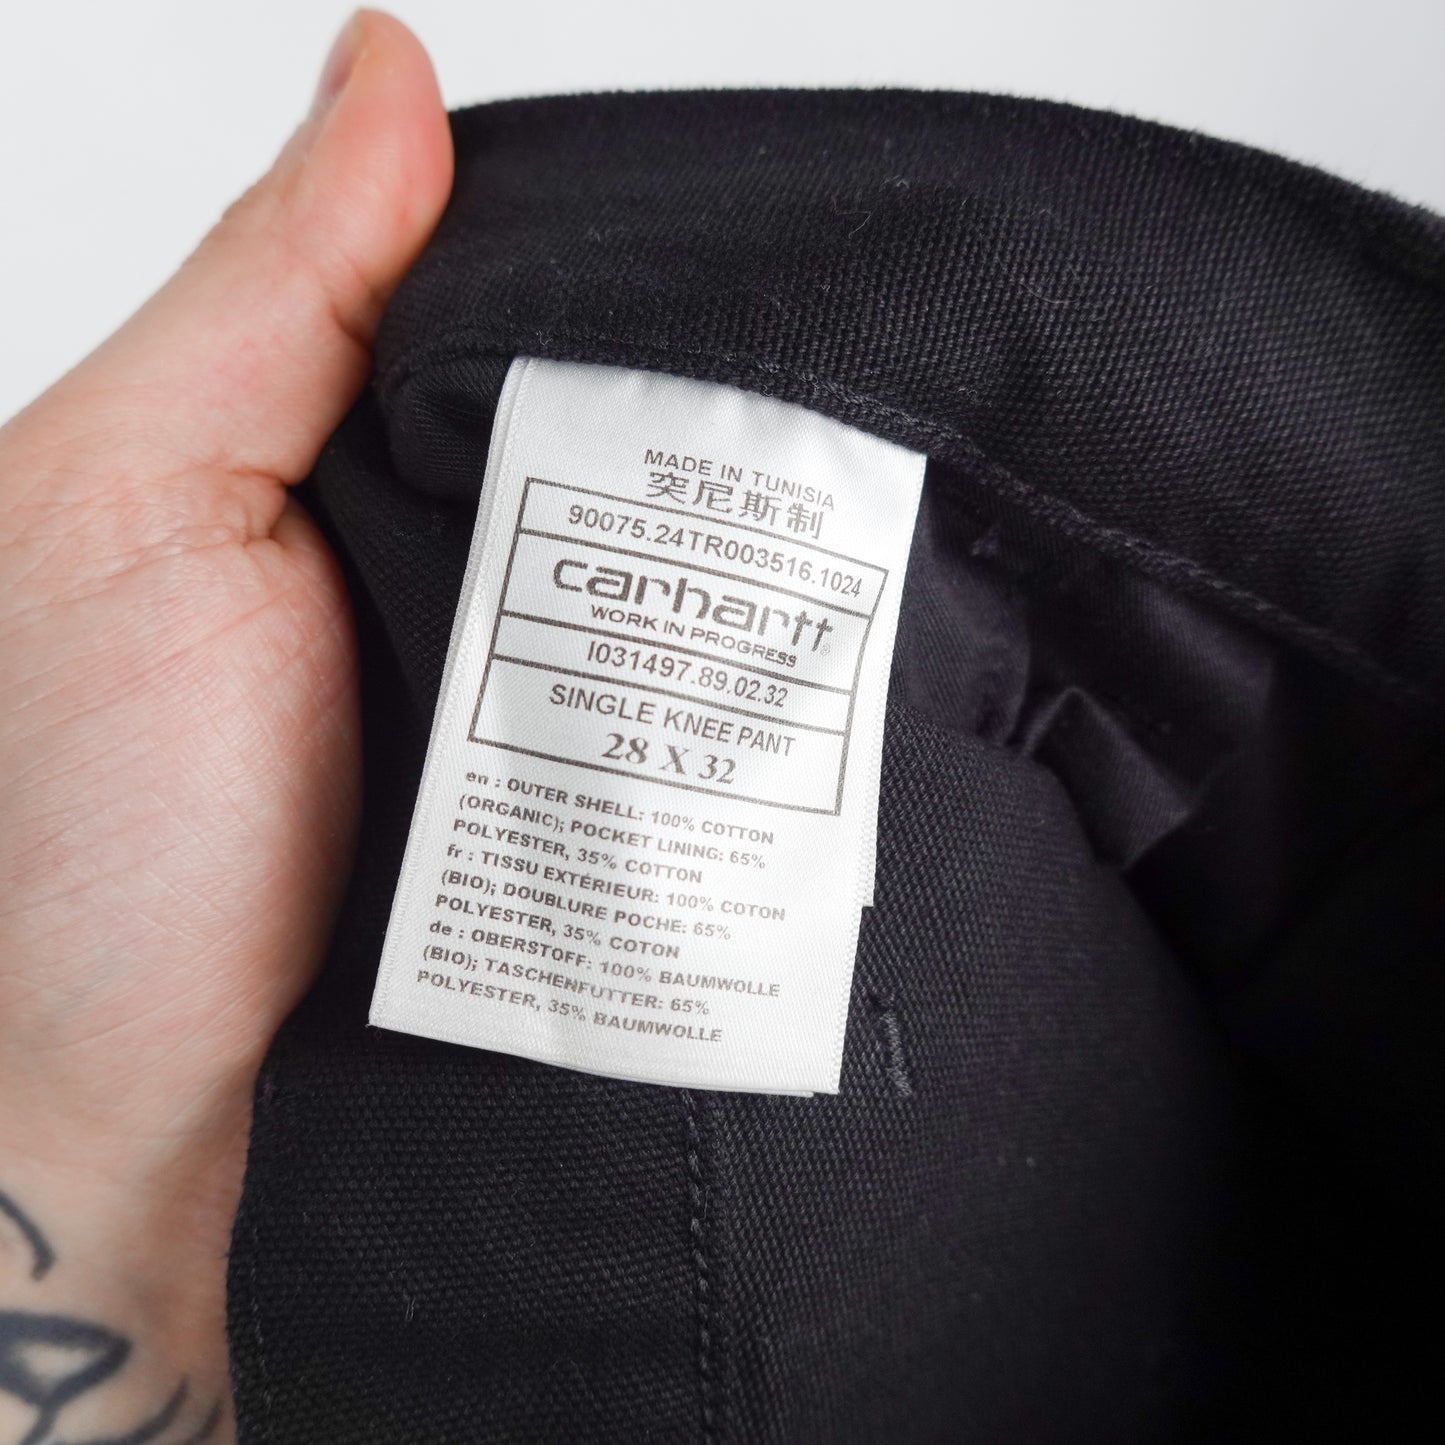 MADE IN TUNISIA
突尼斯制
90075.24TR003516.1024
carhartt®
WORK IN PROGRESS
I031497.89.02.32
SINGLE KNEE PANT
28 X 32
en : OUTER SHELL: 100% COTTON
(ORGANIC); POCKET LINING: 65%
POLYESTER, 35% COTTON
fr : TISSU EXTÉRIEUR: 100% COTON
(BIO); DOUBLURE POCHE: 65%
POLYESTER, 35% COTON
de : OBERSTOFF: 100% BAUMWOLLE
(BIO); TASCHENFUTTER: 65%
POLYESTER, 35% BAUMWOLLE